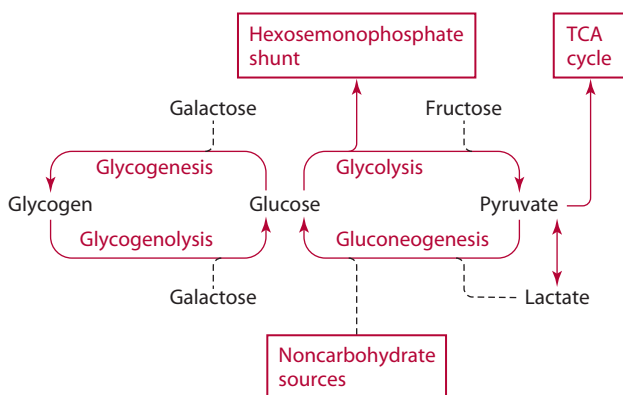 Hexosemonophosphate
shunt
TCA
cycle
Galactose
Fructose
Glycogenesis
Glycolysis
Glycogen
Glucose
Pyruvate
Glycogenolysis
Gluconeogenesis
Galactose
Lactate
Noncarbohydrate
sources